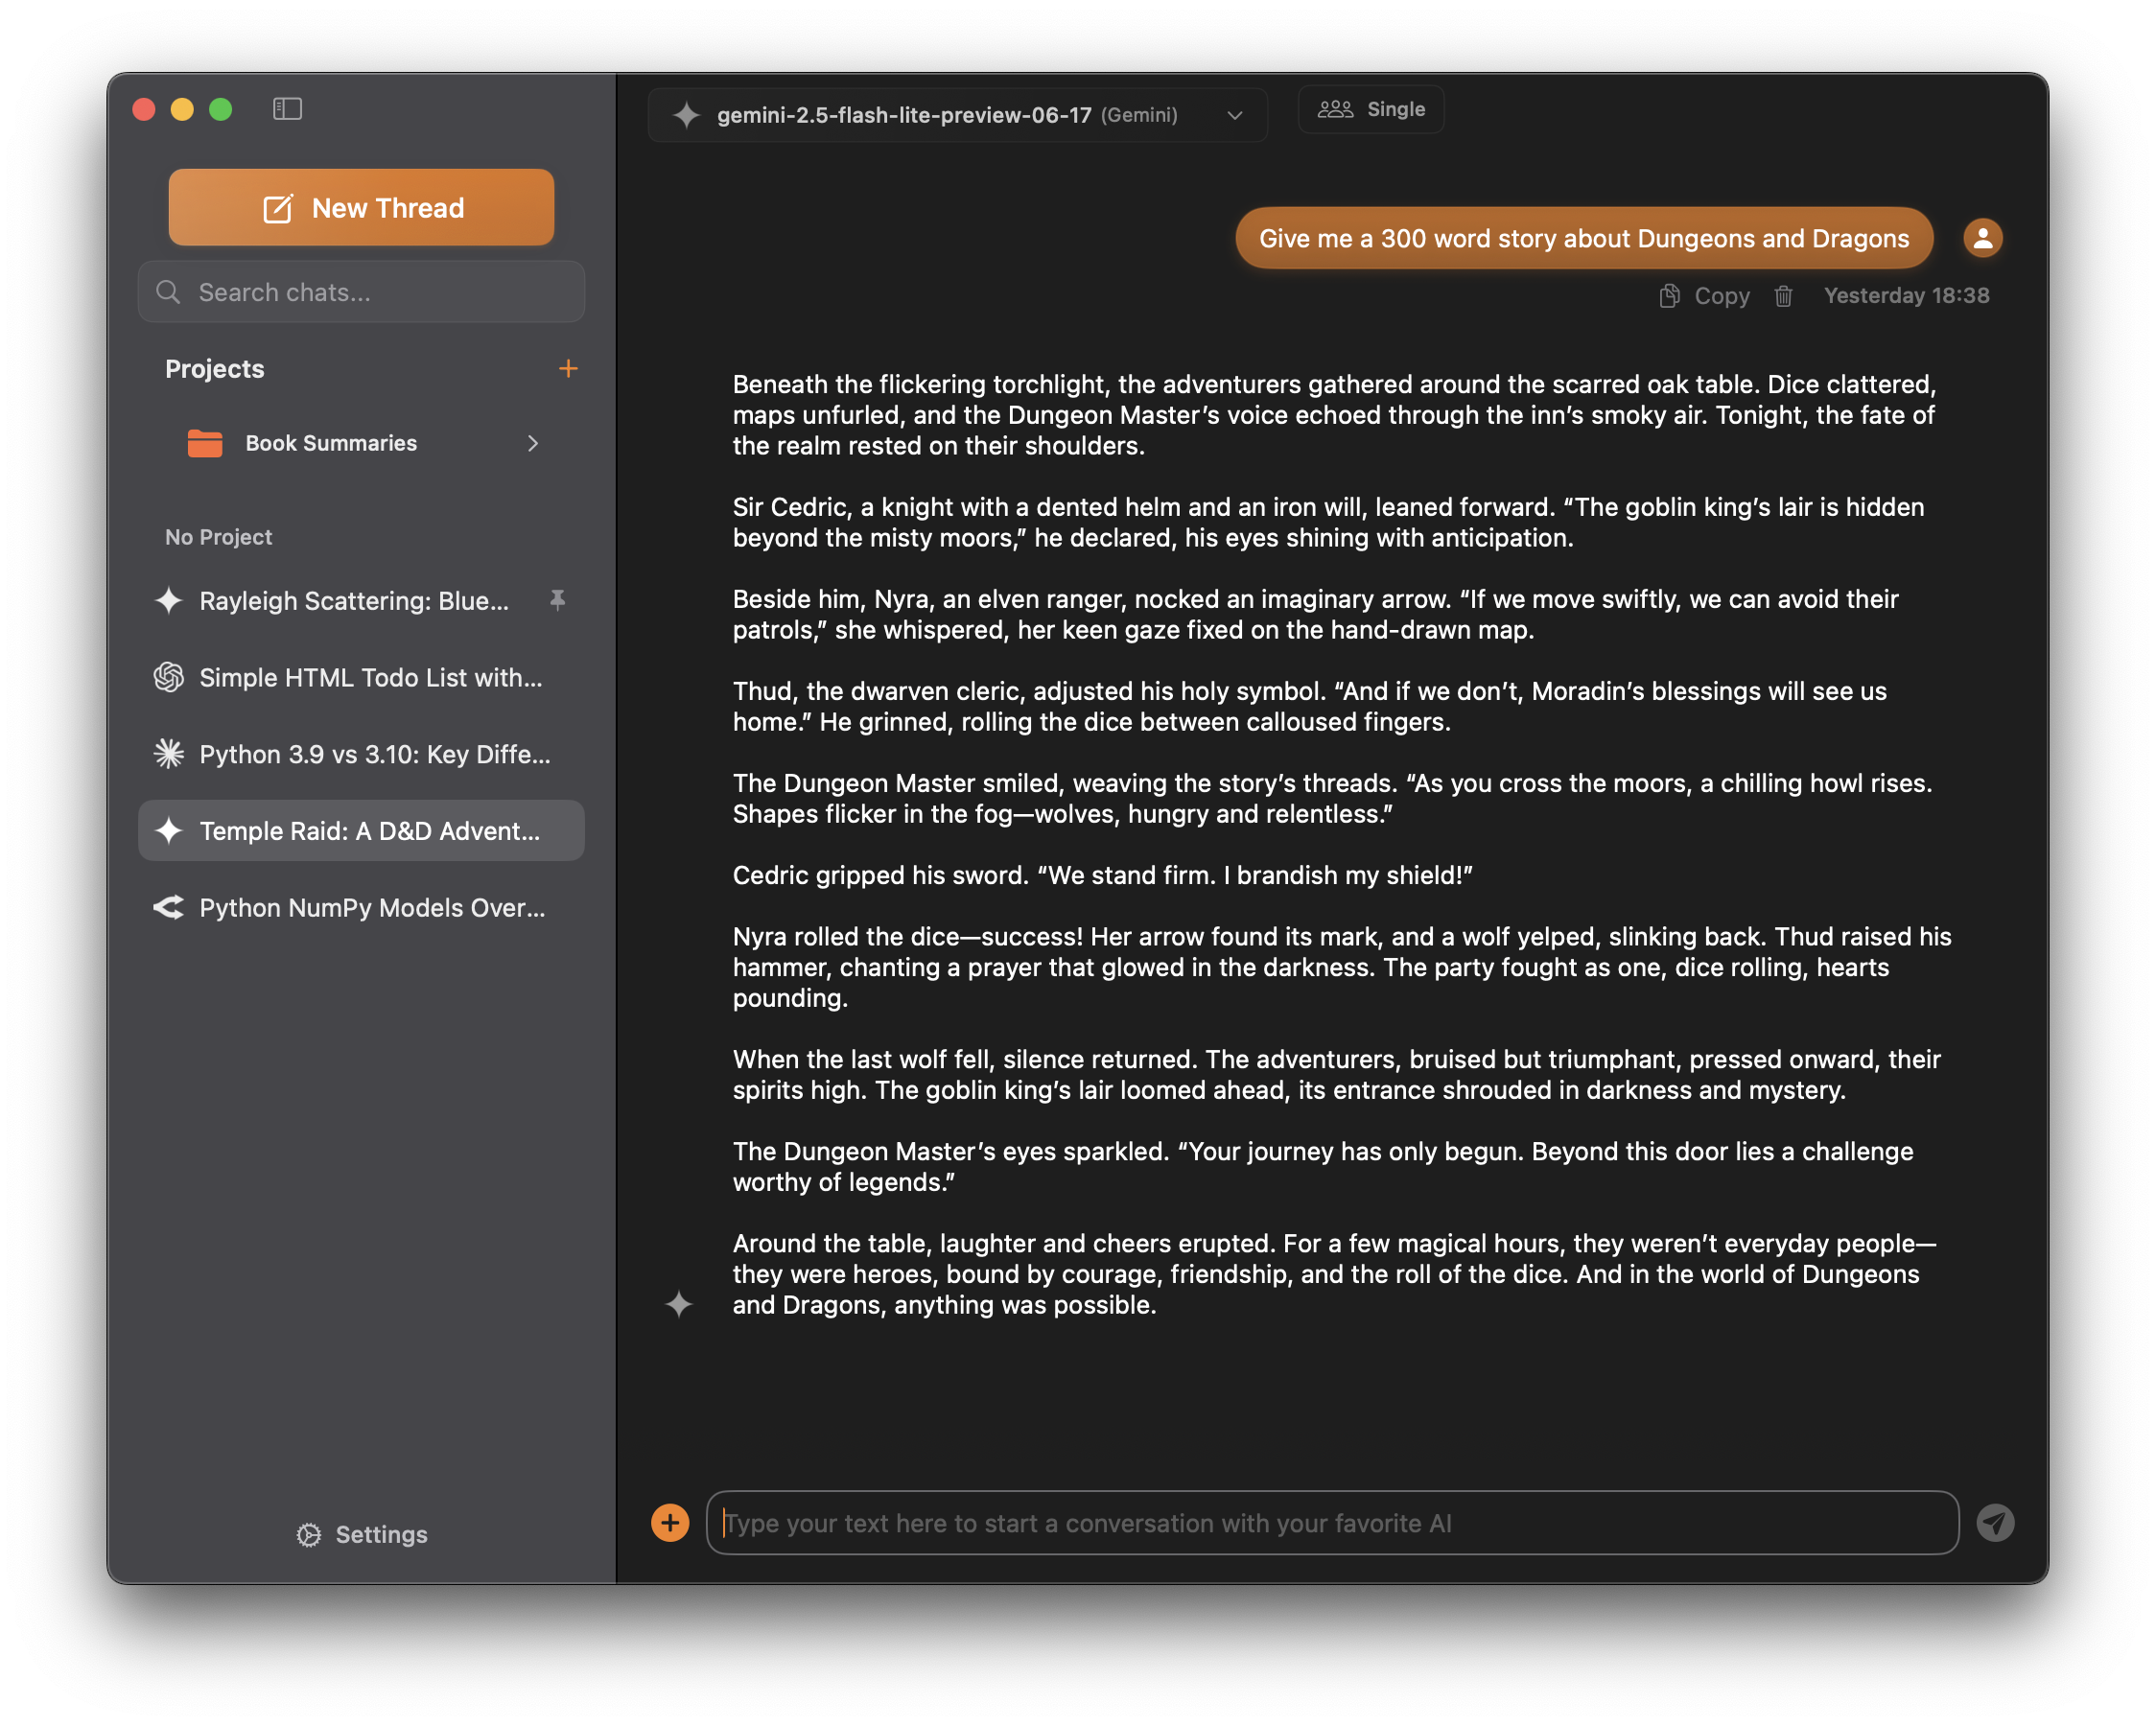 New Thread
Search chats...
Projects
Book Summaries
No Project
Rayleigh Scattering: Blue...
Simple HTML Todo List with...
Python 3.9 vs 3.10: Key Diffe...
Temple Raid: A D&D Advent...
Python NumPy Models Over...
Settings
gemini-2.5-flash-lite-preview-06-17 (Gemini)
Single
Give me a 300 word story about Dungeons and Dragons
Copy
Yesterday 18:38
Beneath the flickering torchlight, the adventurers gathered around the scarred oak table. Dice clattered,
maps unfurled, and the Dungeon Master’s voice echoed through the inn’s smoky air. Tonight, the fate of
the realm rested on their shoulders.
Sir Cedric, a knight with a dented helm and an iron will, leaned forward. “The goblin king’s lair is hidden
beyond the misty moors,” he declared, his eyes shining with anticipation.
Beside him, Nyra, an elven ranger, nocked an imaginary arrow. “If we move swiftly, we can avoid their
patrols,” she whispered, her keen gaze fixed on the hand-drawn map.
Thud, the dwarven cleric, adjusted his holy symbol. “And if we don’t, Moradin’s blessings will see us
home.” He grinned, rolling the dice between calloused fingers.
The Dungeon Master smiled, weaving the story’s threads. “As you cross the moors, a chilling howl rises.
Shapes flicker in the fog—wolves, hungry and relentless.”
Cedric gripped his sword. “We stand firm. I brandish my shield!”
Nyra rolled the dice—success! Her arrow found its mark, and a wolf yelped, slinking back. Thud raised his
hammer, chanting a prayer that glowed in the darkness. The party fought as one, dice rolling, hearts
pounding.
When the last wolf fell, silence returned. The adventurers, bruised but triumphant, pressed onward, their
spirits high. The goblin king’s lair loomed ahead, its entrance shrouded in darkness and mystery.
The Dungeon Master’s eyes sparkled. “Your journey has only begun. Beyond this door lies a challenge
worthy of legends.”
Around the table, laughter and cheers erupted. For a few magical hours, they weren’t everyday people—
they were heroes, bound by courage, friendship, and the roll of the dice. And in the world of Dungeons
and Dragons, anything was possible.
Type your text here to start a conversation with your favorite AI